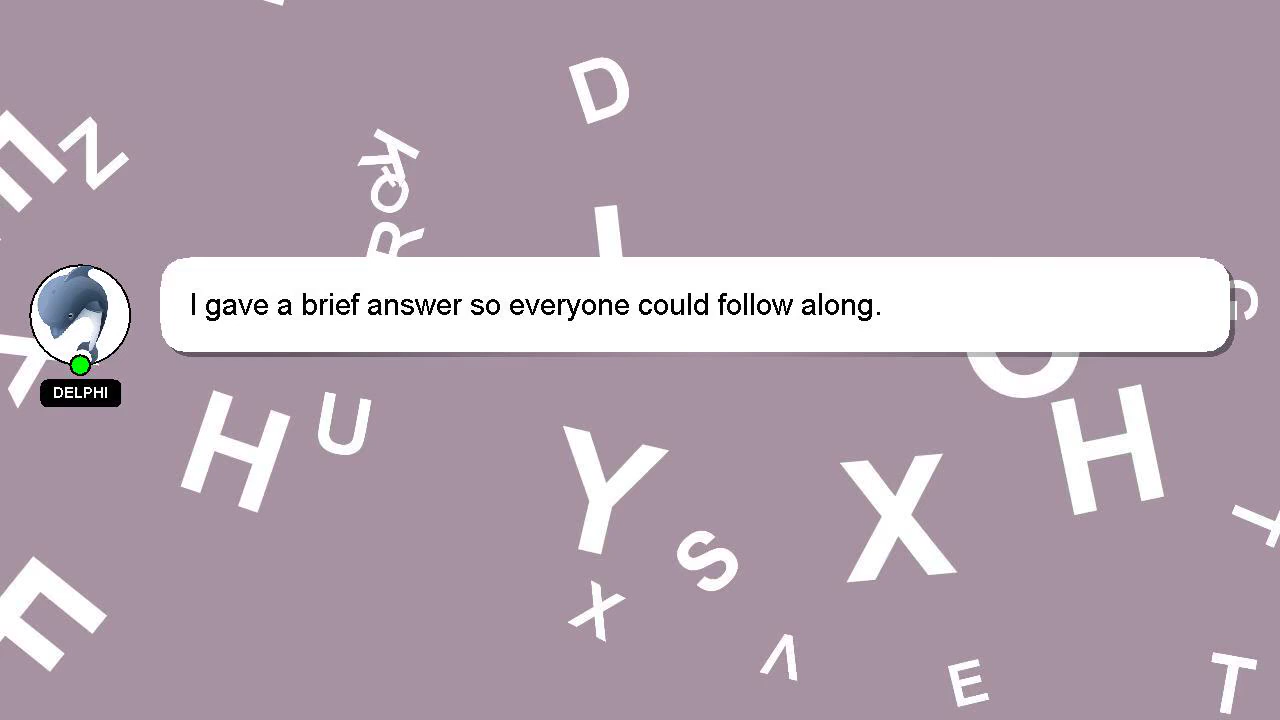 D
Z
K
R
I
I gave a brief answer so everyone could follow along.
DELPHI
H
U
Y
X
H
S
X
V
E
T